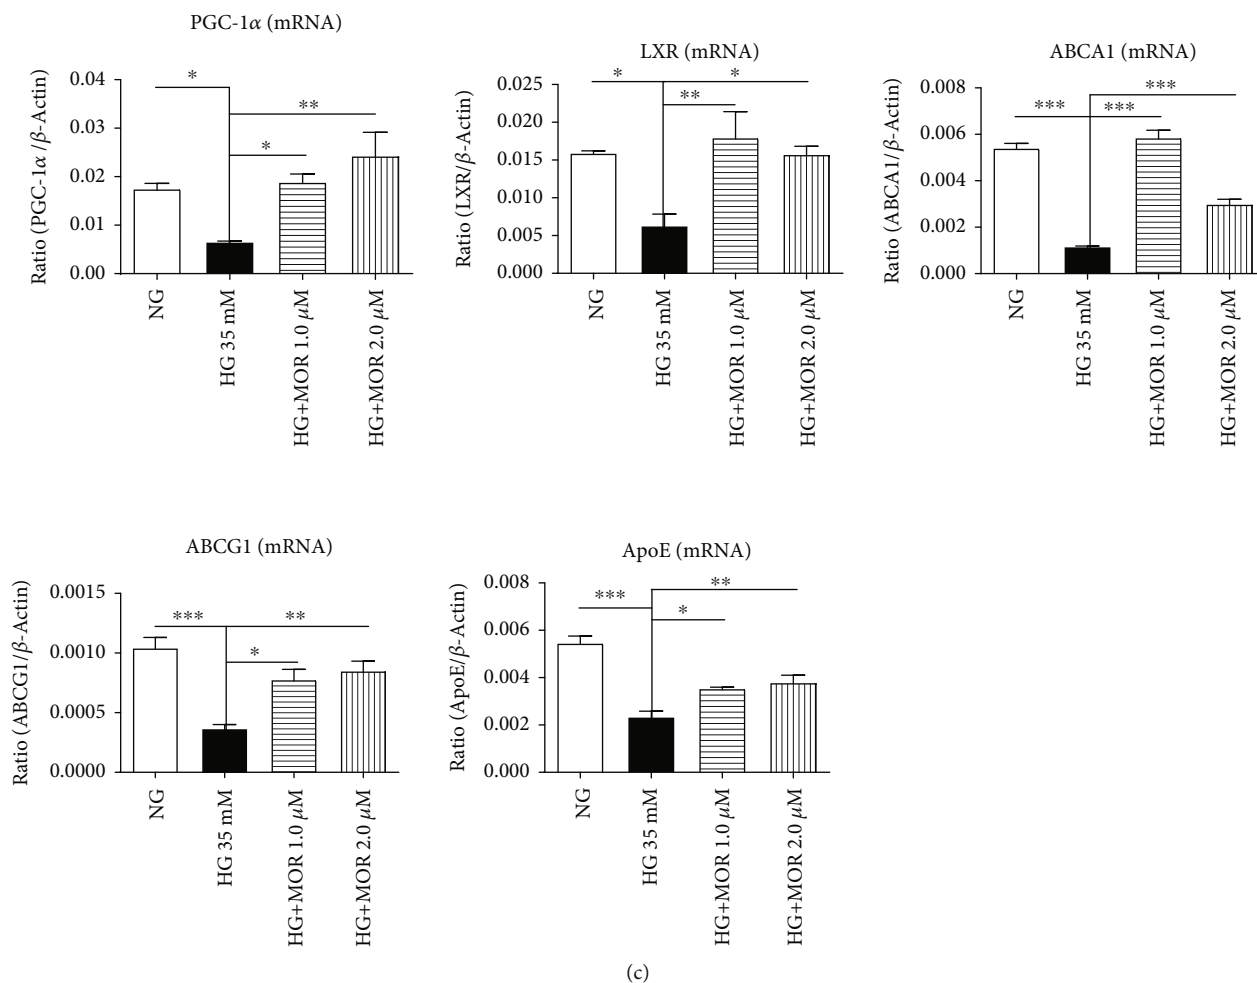 PGC-1α (mRNA)
Ratio (PGC-1α/β-Actin)
0.04
0.03
0.02
0.01
0.00
*
**
*
NG
HG 35 mM
HG+MOR 1.0 μM
HG+MOR 2.0 μM
LXR (mRNA)
Ratio (LXR/β-Actin)
0.025
0.020
0.015
0.010
0.005
0.000
*
*
**
NG
HG 35 mM
HG+MOR 1.0 μM
HG+MOR 2.0 μM
ABCA1 (mRNA)
Ratio (ABCA1/β-Actin)
0.008
0.006
0.004
0.002
0.000
***
***
***
NG
HG 35 mM
HG+MOR 1.0 μM
HG+MOR 2.0 μM
ABCG1 (mRNA)
Ratio (ABCG1/β-Actin)
0.0015
0.0010
0.0005
0.0000
***
**
*
NG
HG 35 mM
HG+MOR 1.0 μM
HG+MOR 2.0 μM
ApoE (mRNA)
Ratio (ApoE/β-Actin)
0.008
0.006
0.004
0.002
0.000
**
***
*
NG
HG 35 mM
HG+MOR 1.0 μM
HG+MOR 2.0 μM
(c)